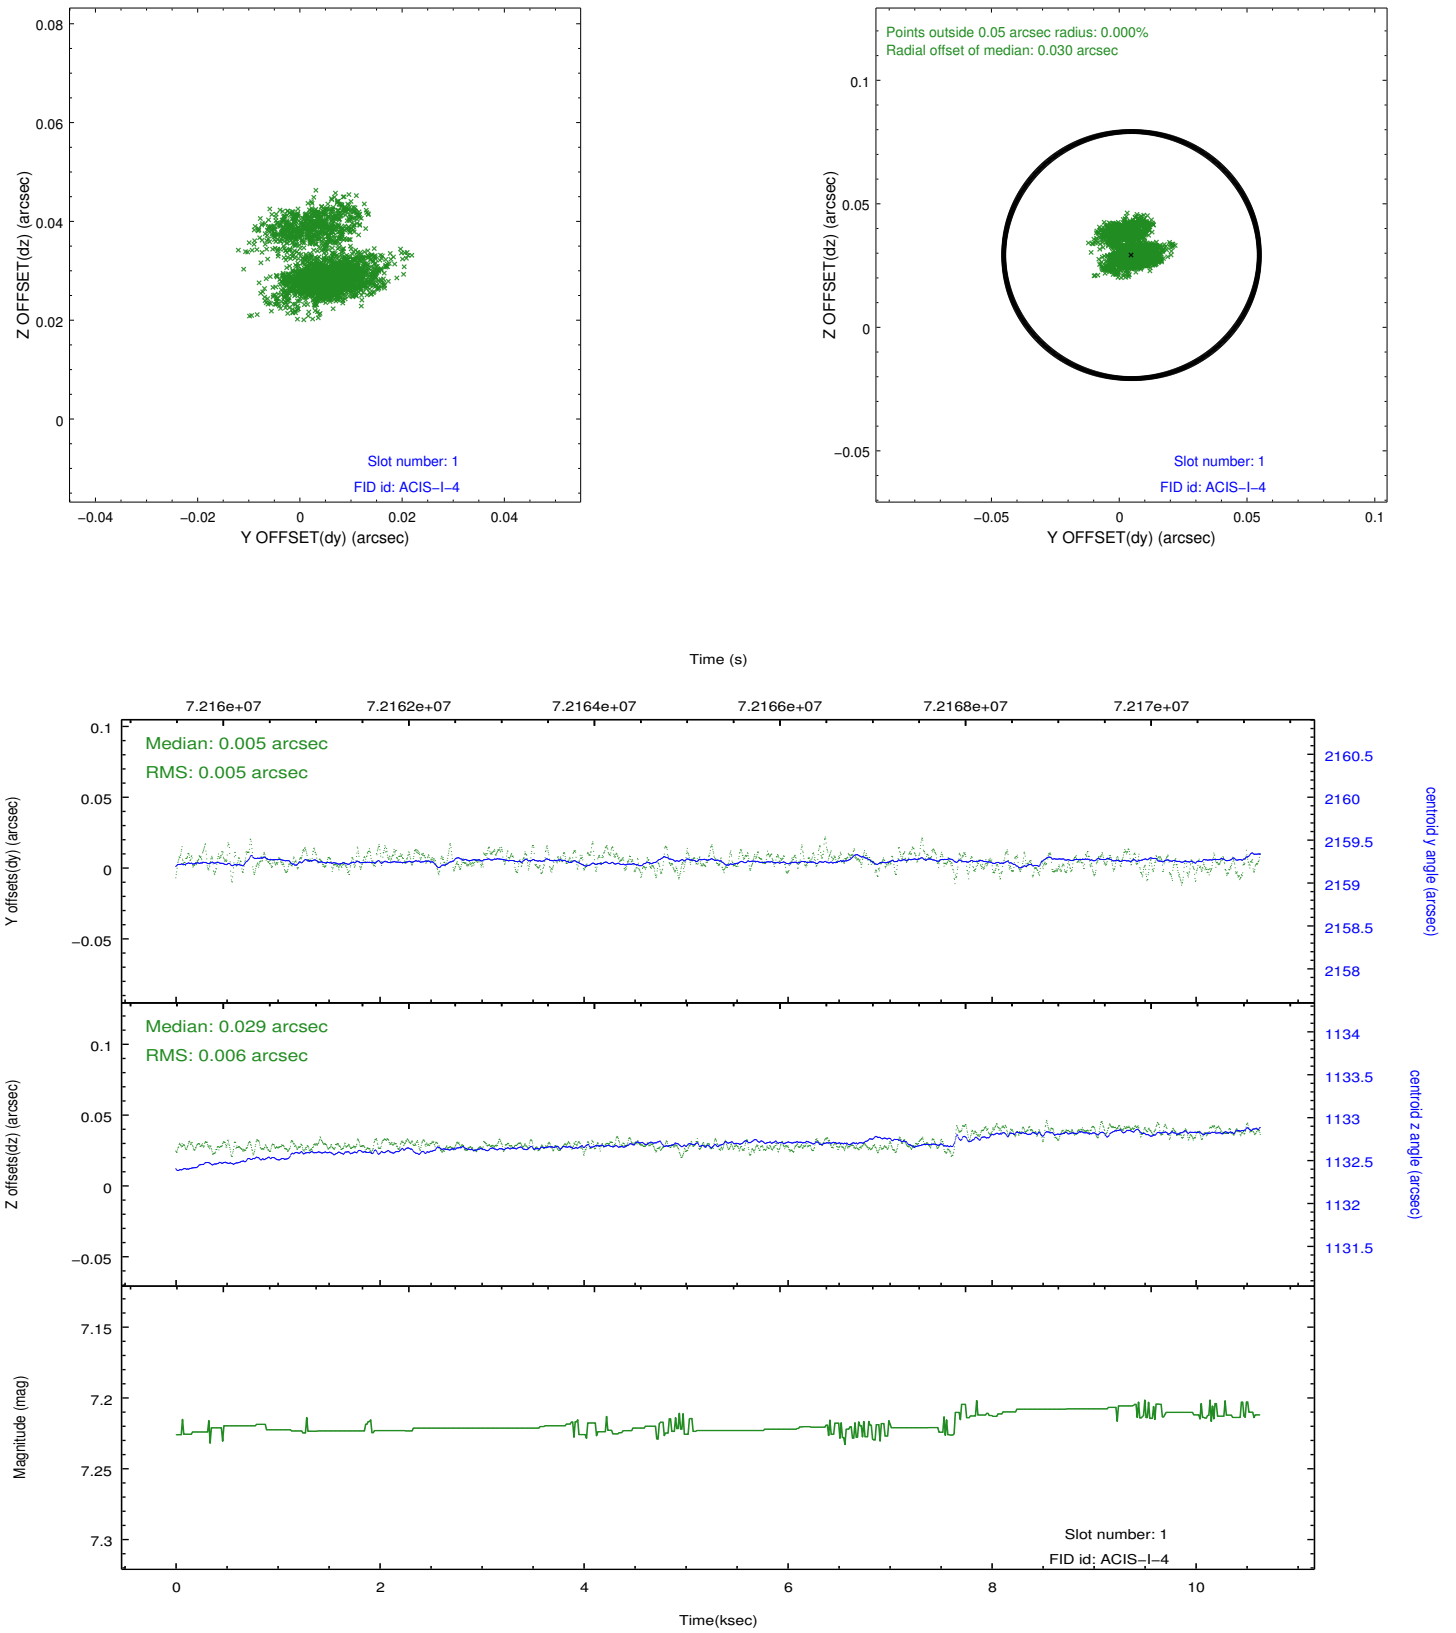 0.08
0.06
0.04
0.02
0
Z OFFSET(dz) (arcsec)
Slot number: 1
FID id: ACIS−I−4
−0.04 −0.02 0 0.02 0.04
Y OFFSET(dy) (arcsec)
Points outside 0.05 arcsec radius: 0.000%
Radial offset of median: 0.030 arcsec
0.1
0.05
0
−0.05
Z OFFSET(dz) (arcsec)
Slot number: 1
FID id: ACIS−I−4
−0.05 0 0.05 0.1
Y OFFSET(dy) (arcsec)
Time (s)
7.216e+07 7.2162e+07 7.2164e+07 7.2166e+07 7.2168e+07 7.217e+07
Median: 0.005 arcsec
RMS: 0.005 arcsec
0.1
0.05
0
−0.05
Y offsets(dy) (arcsec)
2160.5
2160
2159.5
2159
2158.5
2158
centroid y angle (arcsec)
Median: 0.029 arcsec
RMS: 0.006 arcsec
0.1
0.05
0
−0.05
Z offsets(dz) (arcsec)
1134
1133.5
1133
1132.5
1132
1131.5
centroid z angle (arcsec)
7.15
7.2
7.25
7.3
Magnitude (mag)
Slot number: 1
FID id: ACIS−I−4
0 2 4 6 8 10
Time(ksec)